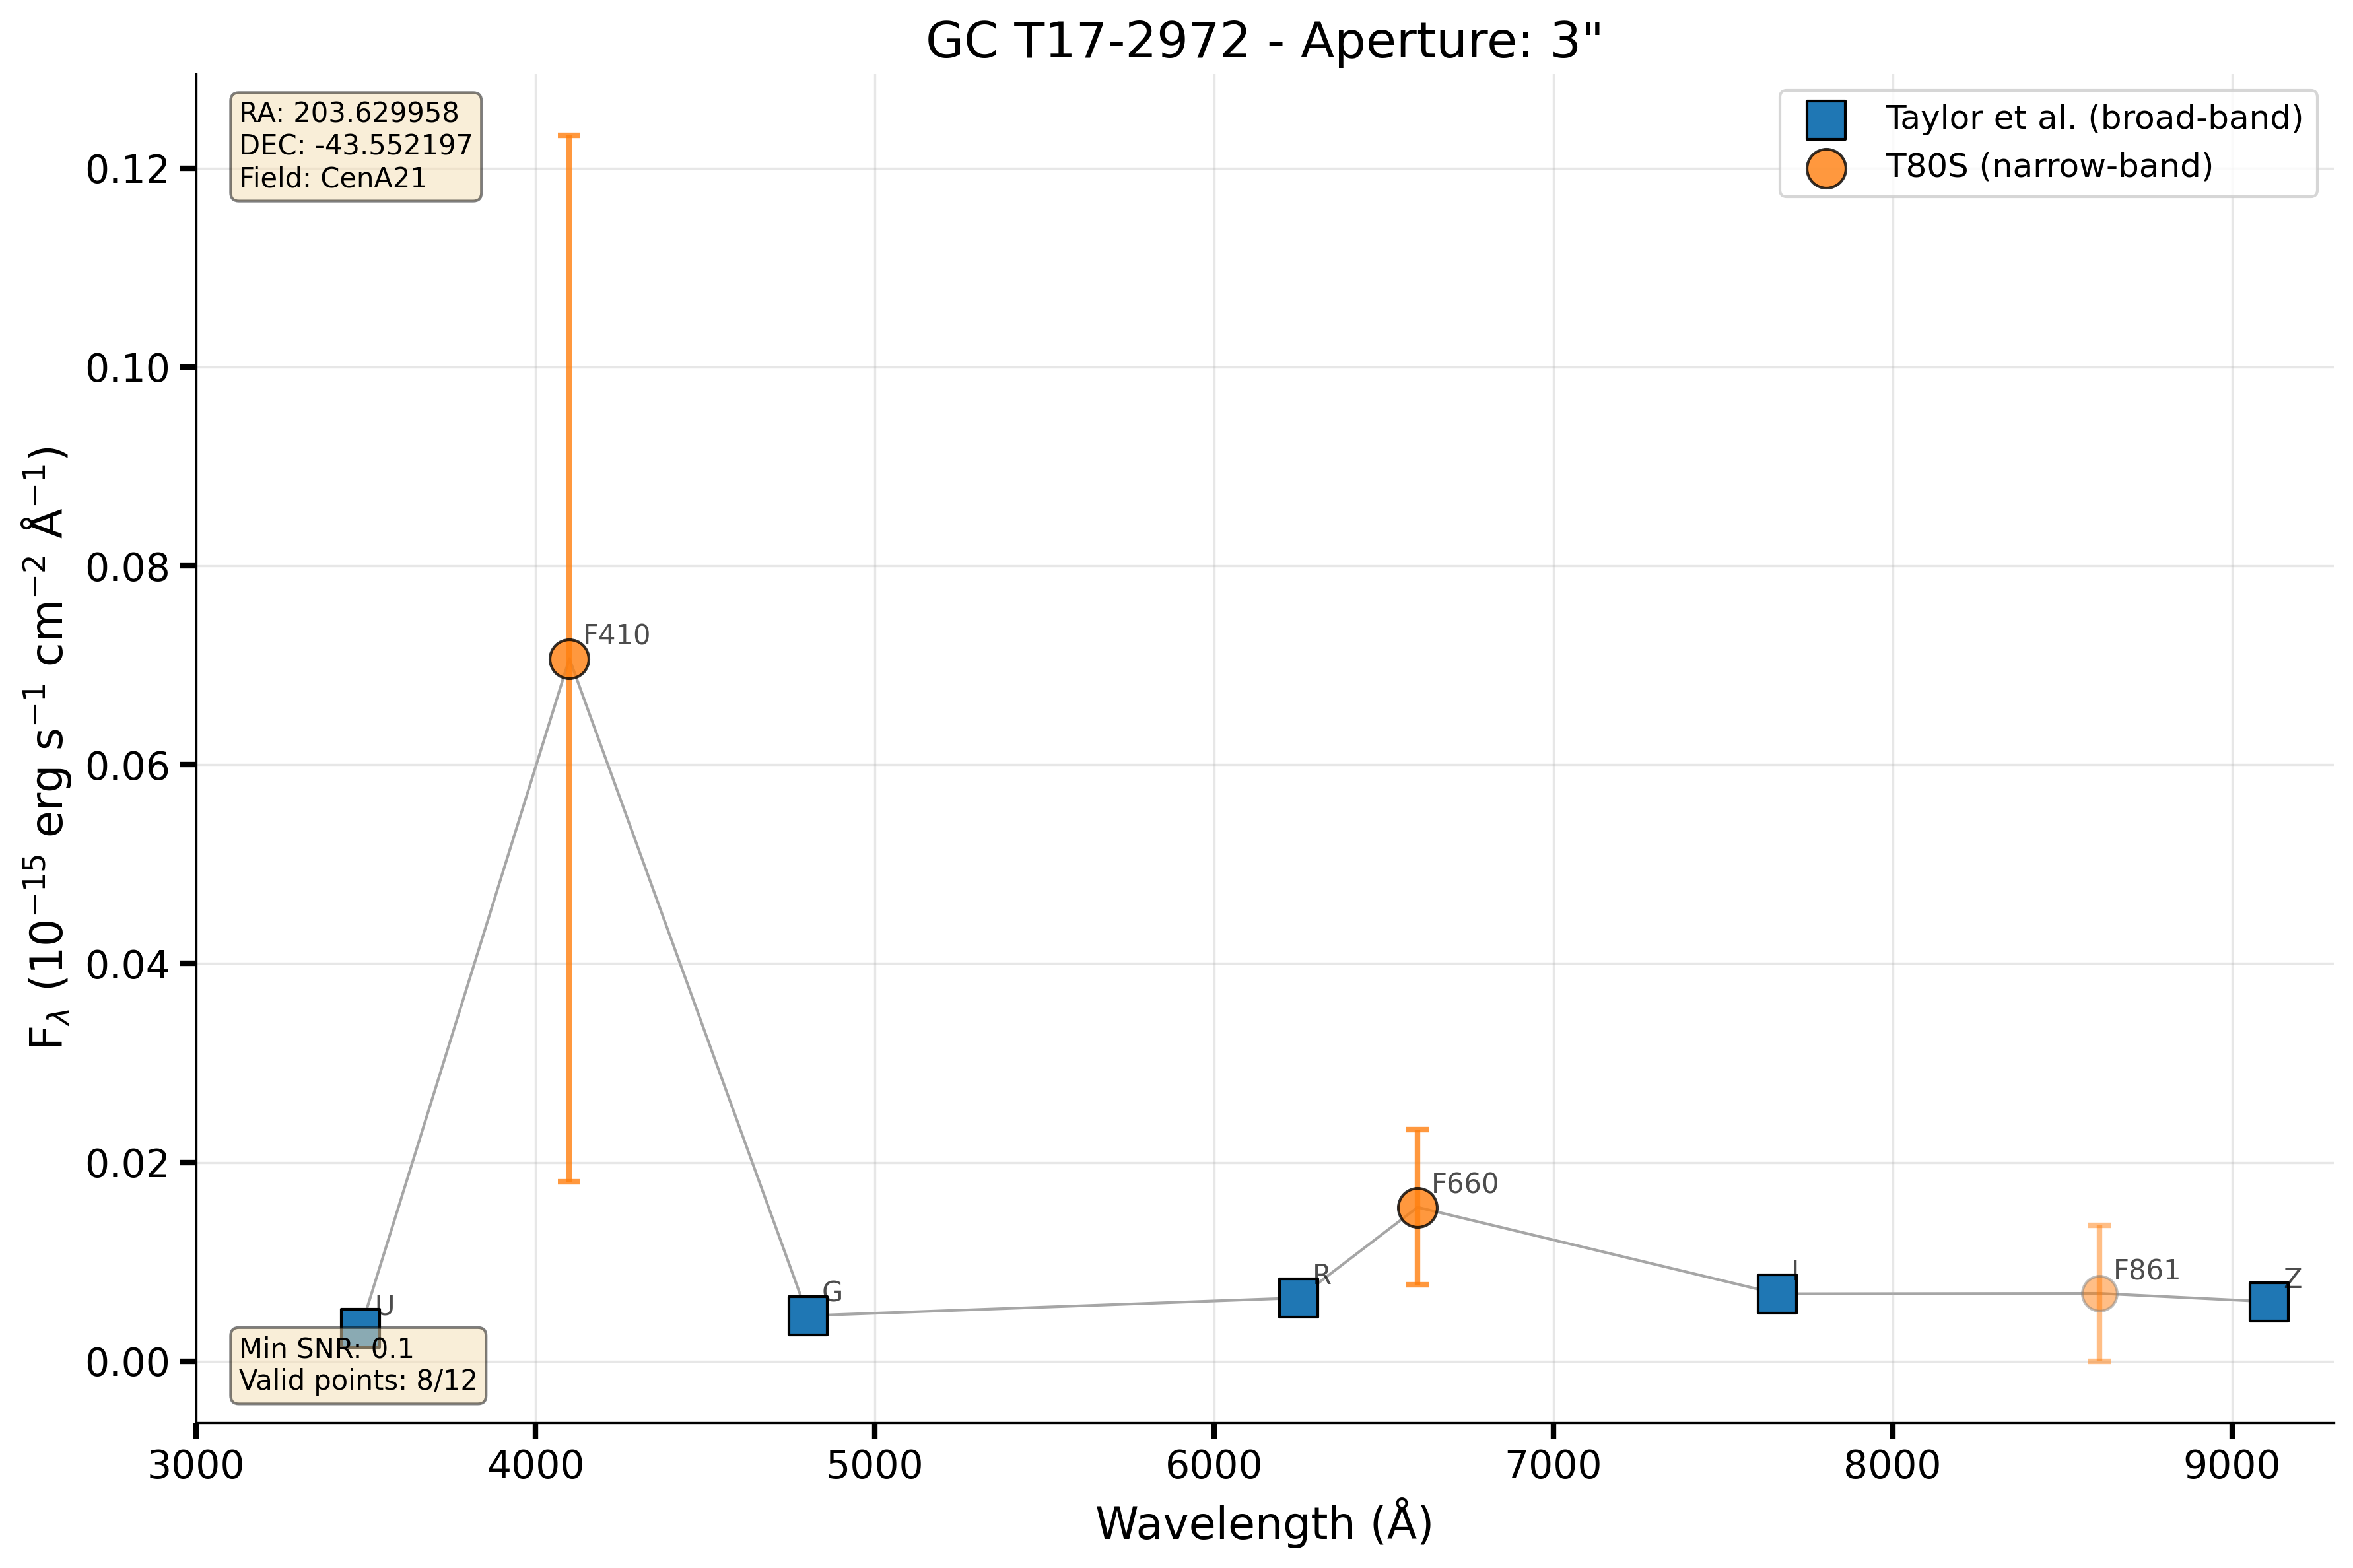 GC T17-2972 - Aperture: 3"
RA: 203.629958
DEC: -43.552197
Field: CenA21
Taylor et al. (broad-band)
T80S (narrow-band)
F_λ (10⁻¹⁵ erg s⁻¹ cm⁻² Å⁻¹)
0.12
0.10
0.08
0.06
0.04
0.02
0.00
F410
F660
F861
U
G
R
I
Z
Min SNR: 0.1
Valid points: 8/12
3000 4000 5000 6000 7000 8000 9000
Wavelength (Å)